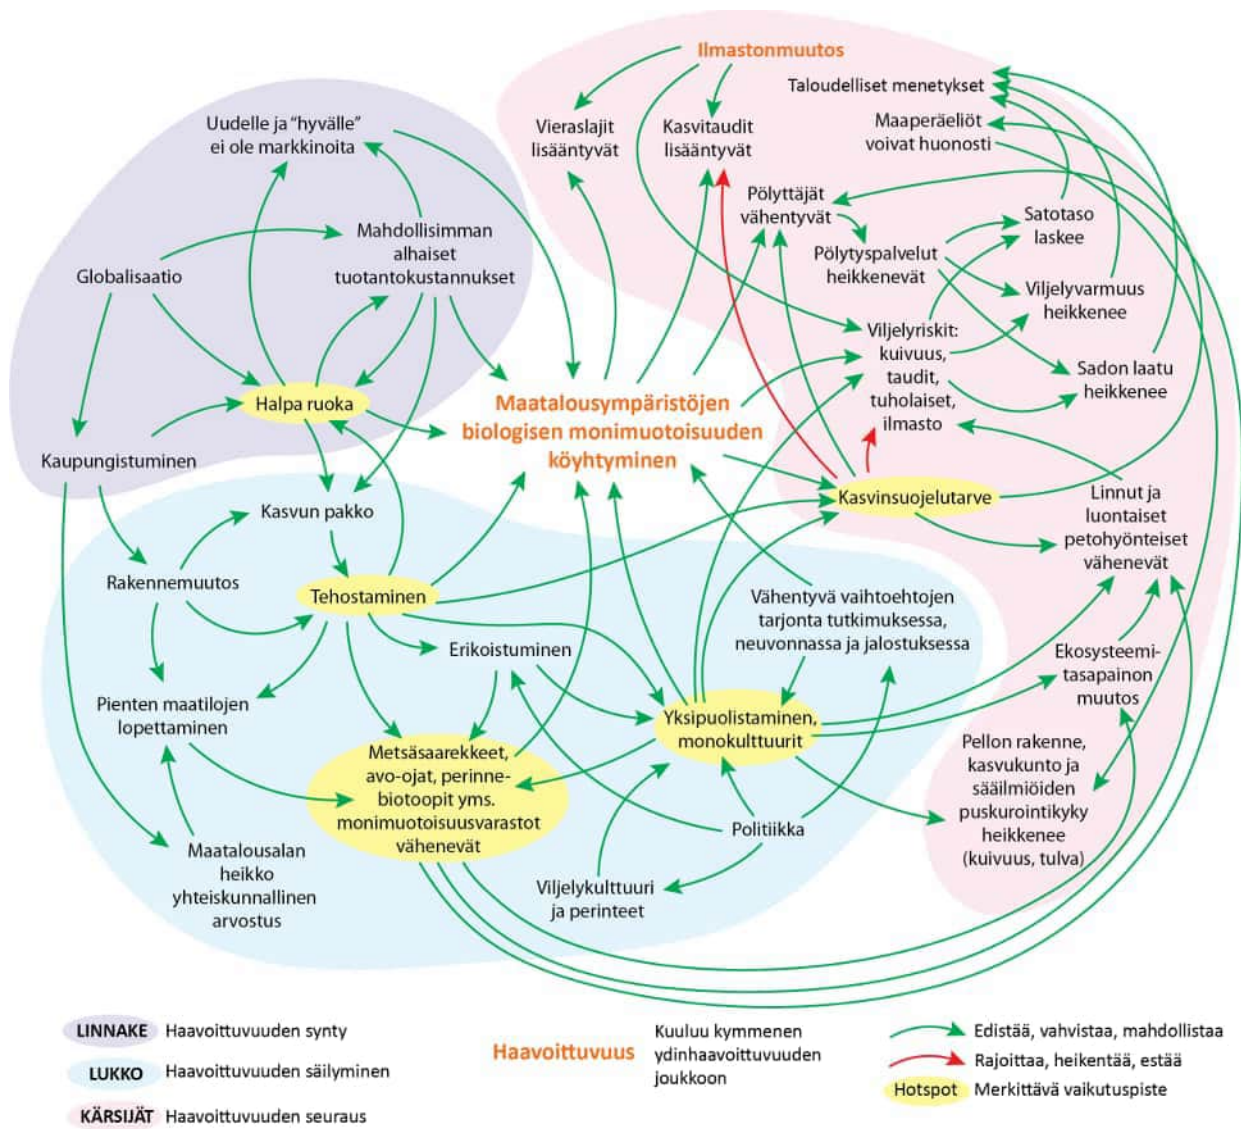 Ilmastonmuutos
Taloudelliset menetykset
Uudelle ja "hyvälle"
ei ole markkinoita
Vieraslajit
lisääntyvät
Kasvitaudit
lisääntyvät
Maaperäeliöt
voivat huonosti
Pölyttäjät
vähentyvät
Satotaso
laskee
Mahdollisimman
alhaiset
tuotantokustannukset
Pölytyspalvelut
heikkenevät
Globalisaatio
Viljelyvarmuus
heikkenee
Viljelyriskit:
kuivuus,
taudit,
tuholaiset,
ilmasto
Sadon laatu
heikkenee
Halpa ruoka
Maatalousympäristöjen
biologisen monimuotoisuuden
köyhtyminen
Kaupungistuminen
Kasvinsuojelutarve
Linnut ja
luontaiset
petohyönteiset
vähenevät
Kasvun pakko
Rakennemuutos
Tehostaminen
Vähentyvä vaihtoehtojen
tarjonta tutkimuksessa,
neuvonnassa ja jalostuksessa
Erikoistuminen
Ekosysteemi-
tasapainon
muutos
Pienten maatilojen
lopettaminen
Yksipuolistaminen,
monokulttuurit
Metsäsaarekkeet,
avo-ojat, perinne-
biotoopit yms.
monimuotoisuusvarastot
vähenevät
Pellon rakenne,
kasvukunto ja
sääilmiöiden
puskurointikyky
heikkenee
(kuivuus, tulva)
Politiikka
Maatalousalan
heikko
yhteiskunnallinen
arvostus
Viljelykulttuuri
ja perinteet
LINNAKE Haavoittuvuuden synty
LUKKO Haavoittuvuuden säilyminen
KÄRSIJÄT Haavoittuvuuden seuraus
Haavoittuvuus
Kuuluu kymmenen
ydinhaavoittuvuuden
joukkoon
Edistää, vahvistaa, mahdollistaa
Rajoittaa, heikentää, estää
Hotspot Merkittävä vaikutuspiste